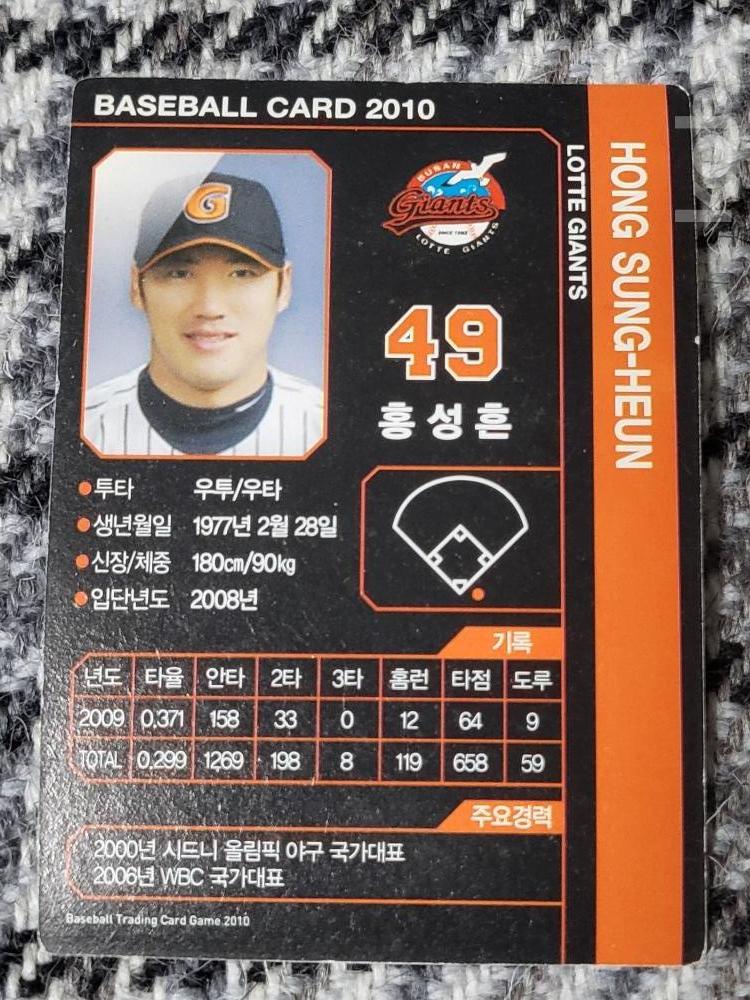 BASEBALL CARD 2010
G
BUSAN
Giants
SINCE 1982
LOTTE GIANTS
49
홍성흔
HONG SUNG-HEUN
LOTTE GIANTS
●투타 우투/우타
●생년월일 1977년 2월 28일
●신장/체중 180cm/90kg
●입단년도 2008년
기록
년도 타율 안타 2타 3타 홈런 타점 도루
2009 0.371 158 33 0 12 64 9
TOTAL 0.299 1269 198 8 119 658 59
주요경력
2000년 시드니 올림픽 야구 국가대표
2006년 WBC 국가대표
Baseball Trading Card Game 2010